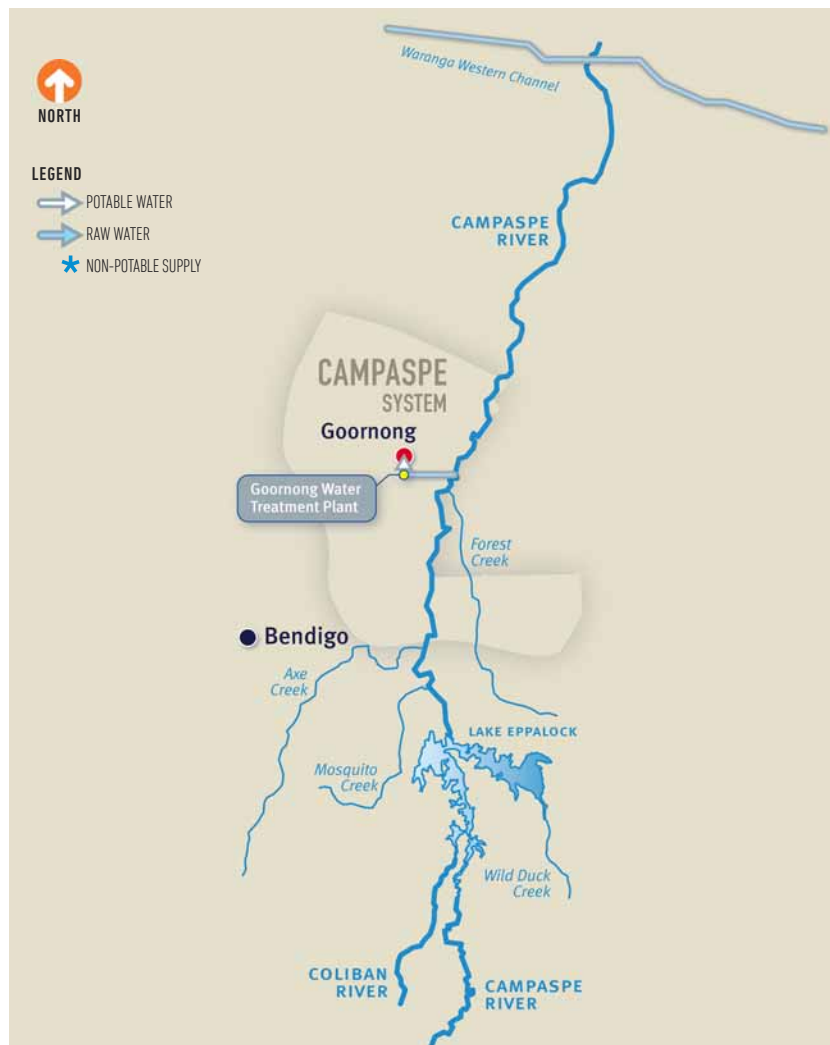 Waranga Western Channel
NORTH
LEGEND
POTABLE WATER
RAW WATER
NON-POTABLE SUPPLY
CAMPASPE
RIVER
CAMPASPE
SYSTEM
Goornong
Goornong Water
Treatment Plant
Forest
Creek
Bendigo
Axe
Creek
LAKE EPPALOCK
Mosquito
Creek
Wild Duck
Creek
COLIBAN
RIVER
CAMPASPE
RIVER